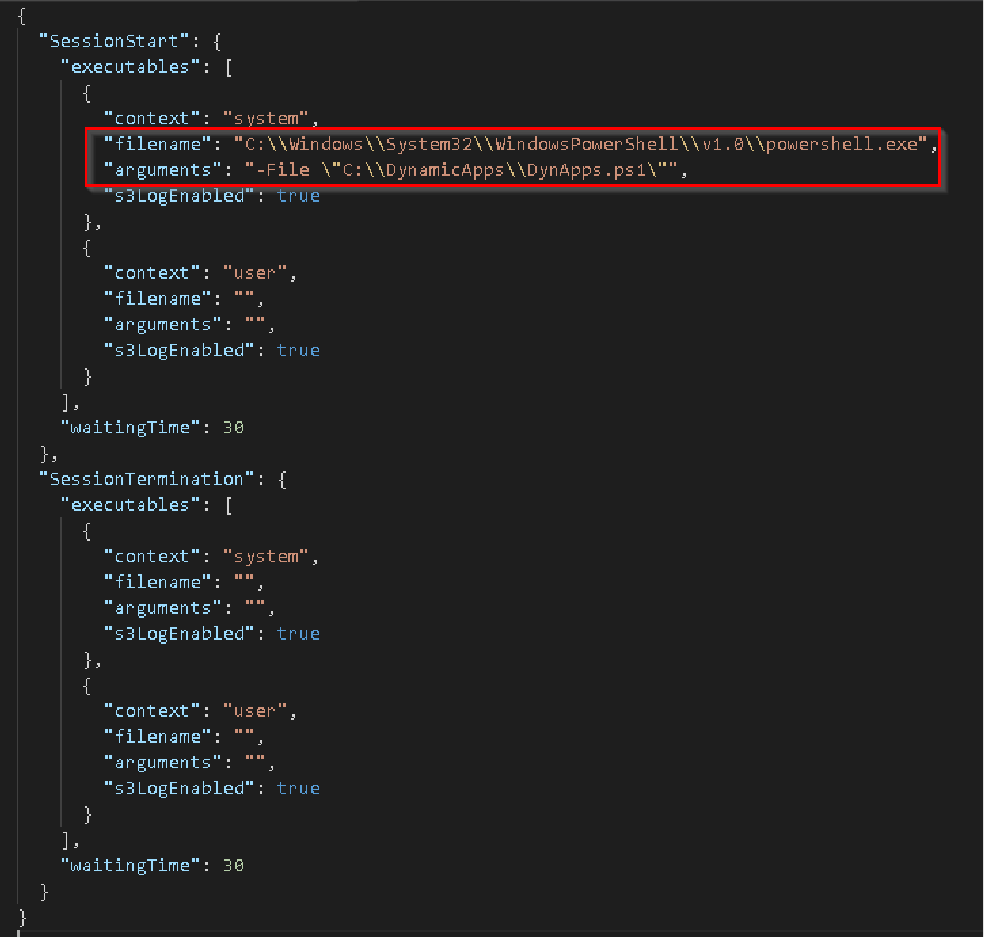 {
  "SessionStart": {
    "executables": [
      {
        "context": "system",
        "filename": "C:\\Windows\\System32\\WindowsPowerShell\\v1.0\\powershell.exe",
        "arguments": "-File \"C:\\DynamicApps\\DynApps.ps1\"",
        "s3LogEnabled": true
      },
      {
        "context": "user",
        "filename": "",
        "arguments": "",
        "s3LogEnabled": true
      }
    ],
    "waitingTime": 30
  },
  "SessionTermination": {
    "executables": [
      {
        "context": "system",
        "filename": "",
        "arguments": "",
        "s3LogEnabled": true
      },
      {
        "context": "user",
        "filename": "",
        "arguments": "",
        "s3LogEnabled": true
      }
    ],
    "waitingTime": 30
  }
}